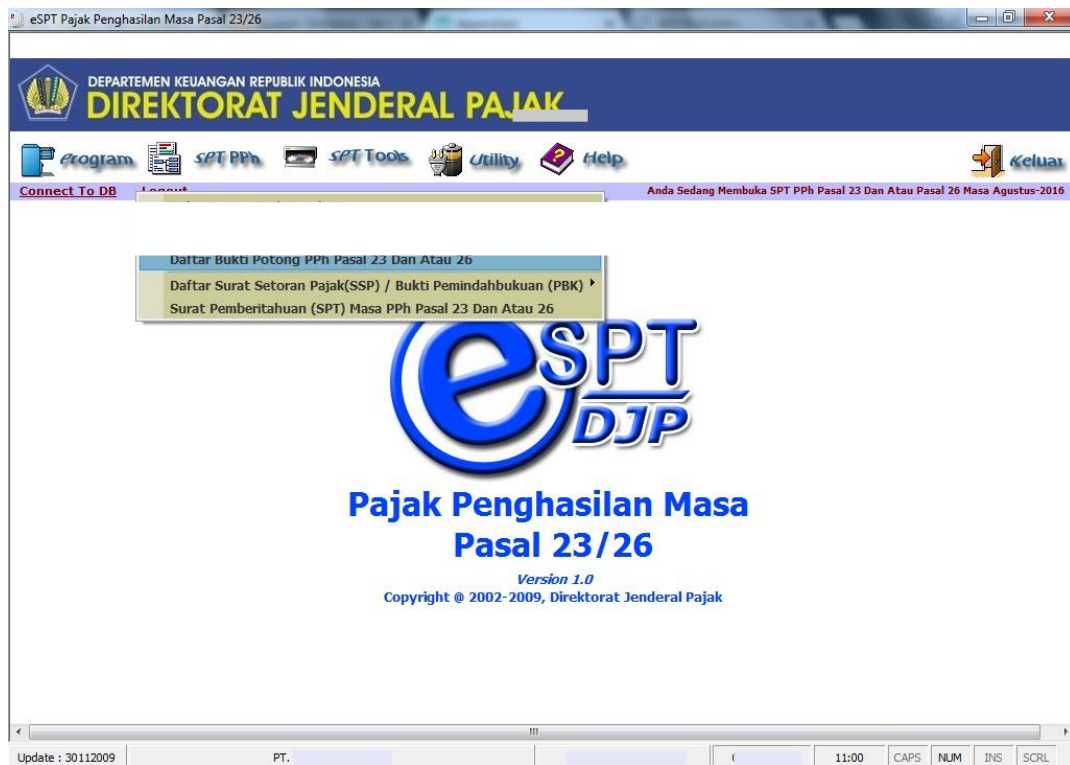 eSPT Pajak Penghasilan Masa Pasal 23/26
DEPARTEMEN KEUANGAN REPUBLIK INDONESIA
DIREKTORAT JENDERAL PAJAK
Program SPT PPh SPT Tools Utility Help Keluar
Connect To DB Logout Anda Sedang Membuka SPT PPh Pasal 23 Dan Atau Pasal 26 Masa Agustus-2016
Daftar Bukti Potong PPh Pasal 23 Dan Atau 26
Daftar Surat Setoran Pajak(SSP) / Bukti Pemindahbukuan (PBK)
Surat Pemberitahuan (SPT) Masa PPh Pasal 23 Dan Atau 26
eSPT
DJP
Pajak Penghasilan Masa
Pasal 23/26
Version 1.0
Copyright @ 2002-2009, Direktorat Jenderal Pajak
Update : 30112009 PT. ( 11:00 CAPS NUM INS SCRL